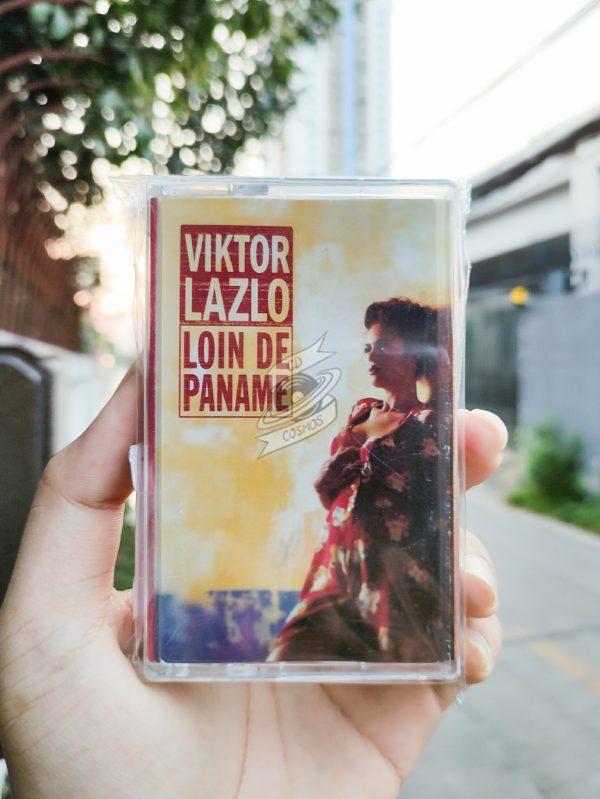 VIKTOR
LAZLO
LOIN DE
PANAME
COSMOS